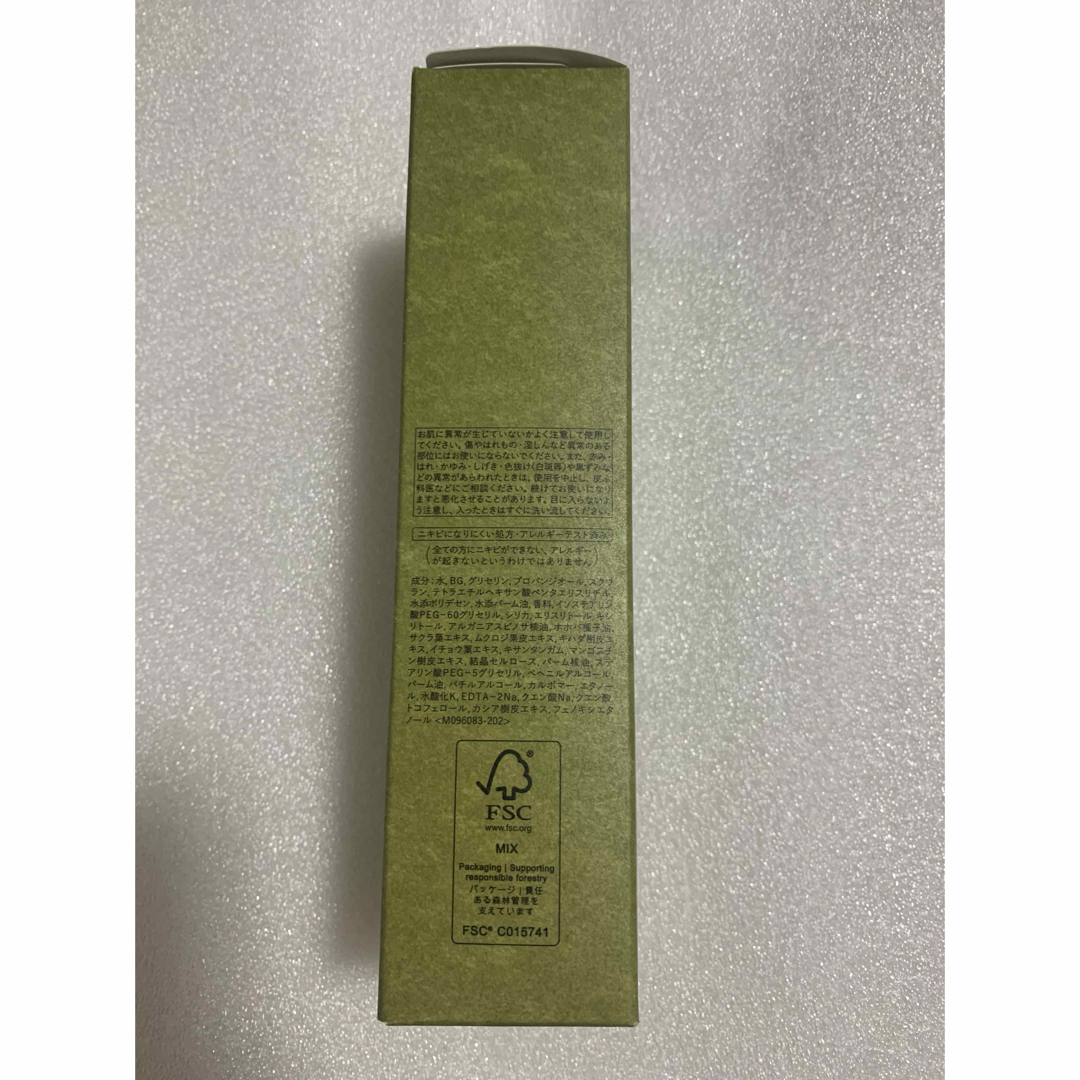 お肌に異常が生じていないかよく注意して使用し
てください。傷やはれもの・湿しんなど異常のある
部位にはお使いにならないでください。また、赤み・
はれ・かゆみ・しげき・色抜け(白斑等)や黒ずみな
どの異常があらわれたときは、使用を中止し、皮ふ
科医などにご相談ください。続けてお使いになり
ますと悪化させることがあります。目に入らないよ
う注意し、入ったときはすぐに洗い流してください。
ニキビになりにくい処方・アレルギーテスト済み
(全ての方にニキビができない、アレルギー
が起きないというわけではありません)
成分:水,BG,グリセリン,プロパンジオール,スクワ
ラン,テトラエチルヘキサン酸ペンタエリスリチル,
水添ポリデセン,水添パーム油,香料,イソステアリン
酸PEG-60グリセリル,シリカ,エリスリトール,キシ
リトール,アルガニアスピノサ核油,ホホバ種子油,
サクラ葉エキス,ムクロジ果皮エキス,キハダ樹皮エ
キス,イチョウ葉エキス,キサンタンガム,マンゴスチ
ン樹皮エキス,結晶セルロース,パーム核油,ステ
アリン酸PEG-5グリセリル,ベヘニルアルコール,
パーム油,バチルアルコール,カルボマー,エタノー
ル,水酸化K,EDTA-2Na,クエン酸Na,クエン酸,
トコフェロール,カシア樹皮エキス,フェノキシエタ
ノール <M096083-202>
®
FSC
www.fsc.org
MIX
Packaging | Supporting
responsible forestry
パッケージ | 責任
ある森林管理を
支えています
FSC® C015741